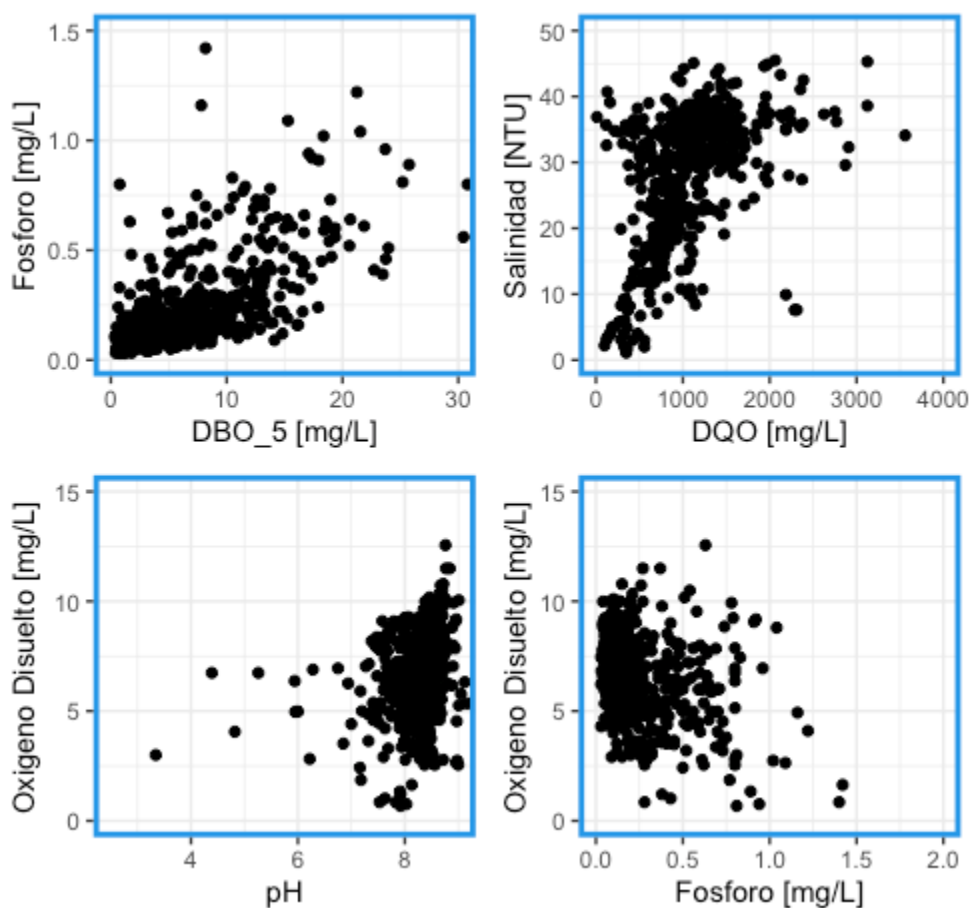 1.5
1.0
0.5
0.0
Fosforo [mg/L]
0 10 20 30
DBO_5 [mg/L]
50
40
30
20
10
0
Salinidad [NTU]
0 1000 2000 3000 4000
DQO [mg/L]
15
10
5
0
Oxigeno Disuelto [mg/L]
4 6 8
pH
15
10
5
0
Oxigeno Disuelto [mg/L]
0.0 0.5 1.0 1.5 2.0
Fosforo [mg/L]